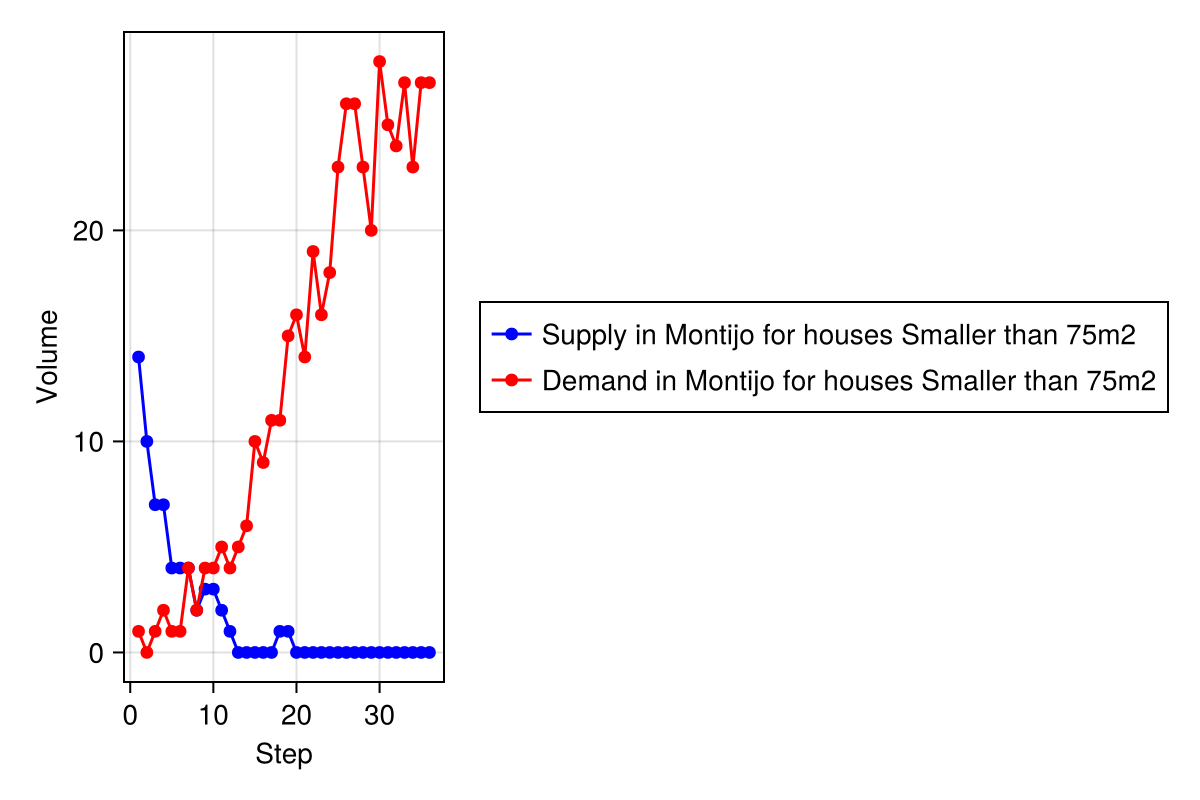 Volume
20
10
0
0 10 20 30
Step
Supply in Montijo for houses Smaller than 75m2
Demand in Montijo for houses Smaller than 75m2